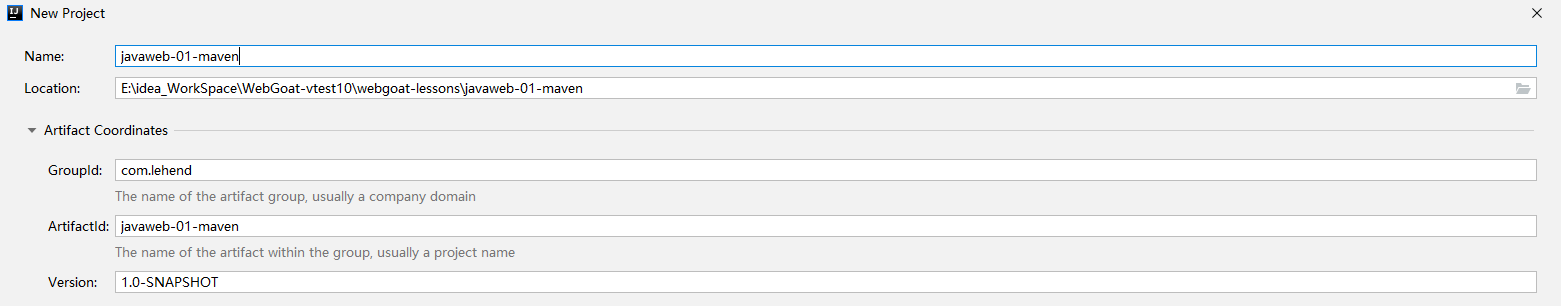 IJ New Project
Name: javaweb-01-maven
Location: E:\idea_WorkSpace\WebGoat-vtest10\webgoat-lessons\javaweb-01-maven
Artifact Coordinates
GroupId: com.lehend
The name of the artifact group, usually a company domain
ArtifactId: javaweb-01-maven
The name of the artifact within the group, usually a project name
Version: 1.0-SNAPSHOT